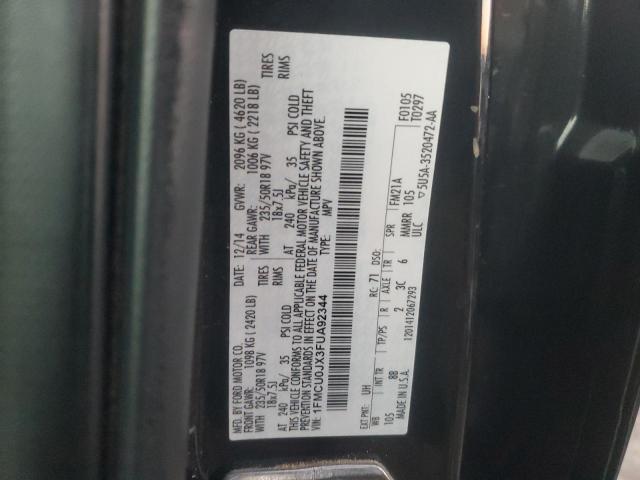 MFD. BY FORD MOTOR CO.
DATE: 12/14 GVWR: 2096 KG ( 4620 LB)
FRONT GAWR: 1098 KG ( 2420 LB) REAR GAWR: 1006 KG ( 2218 LB)
WITH 235/50R18 97V TIRES WITH 235/50R18 97V TIRES
18x7.5J RIMS 18x7.5J RIMS
AT 240 kPa/ 35 PSI COLD AT 240 kPa/ 35 PSI COLD
THIS VEHICLE CONFORMS TO ALL APPLICABLE FEDERAL MOTOR VEHICLE SAFETY AND THEFT
PREVENTION STANDARDS IN EFFECT ON THE DATE OF MANUFACTURE SHOWN ABOVE.
VIN: 1FMCU0JX3FUA92344 TYPE: MPV
F0105
T0297
EXT PNT: UH RC: 71 DSO:
WB INT TR TP/PS R AXLE TR SPR FM21A
105 8B 2 3C 6 MMRR 105
MADE IN U.S.A. ULC ▽5U5A-3520472-AA
1201412067293